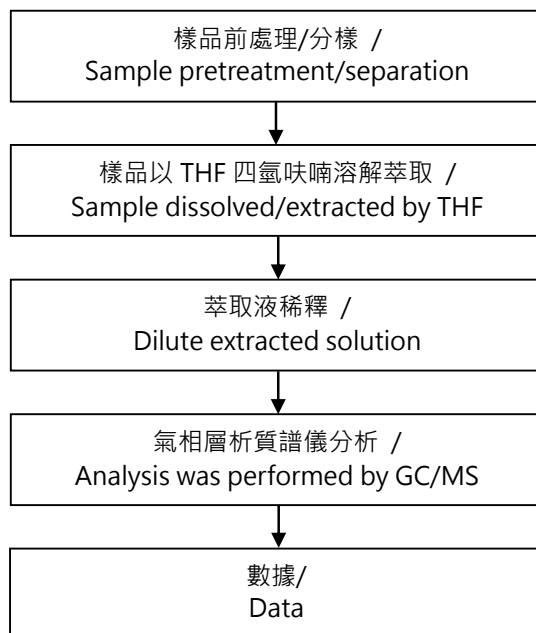 樣品前處理/分樣 /
Sample pretreatment/separation
樣品以 THF 四氫呋喃溶解萃取 /
Sample dissolved/extracted by THF
萃取液稀釋 /
Dilute extracted solution
氣相層析質譜儀分析 /
Analysis was performed by GC/MS
數據/
Data